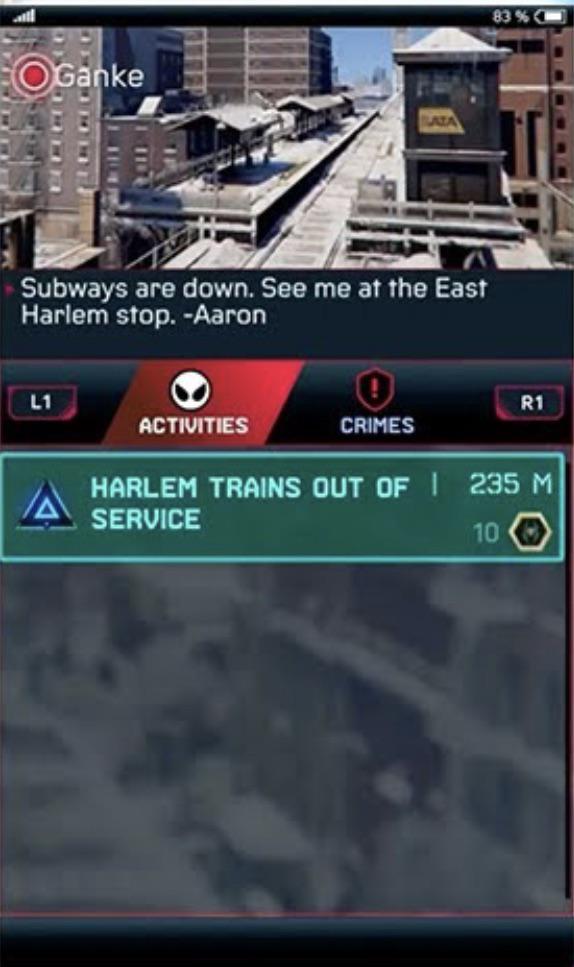 83 %
Ganke
Subways are down. See me at the East
Harlem stop. -Aaron
L1
ACTIVITIES
CRIMES
R1
HARLEM TRAINS OUT OF
SERVICE
235 M
10